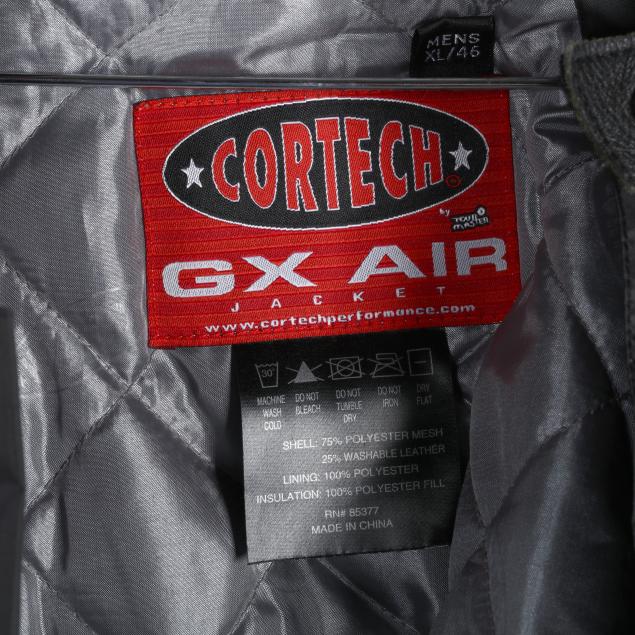 MENS
XL/46
CORTECH®
by TOUR
MASTER
GX AIR
JACKET
www.cortechperformance.com
30°
MACHINE WASH COLD
DO NOT BLEACH
DO NOT TUMBLE DRY
DO NOT IRON
DRY FLAT
SHELL: 75% POLYESTER MESH
25% WASHABLE LEATHER
LINING: 100% POLYESTER
INSULATION: 100% POLYESTER FILL
RN# 85377
MADE IN CHINA